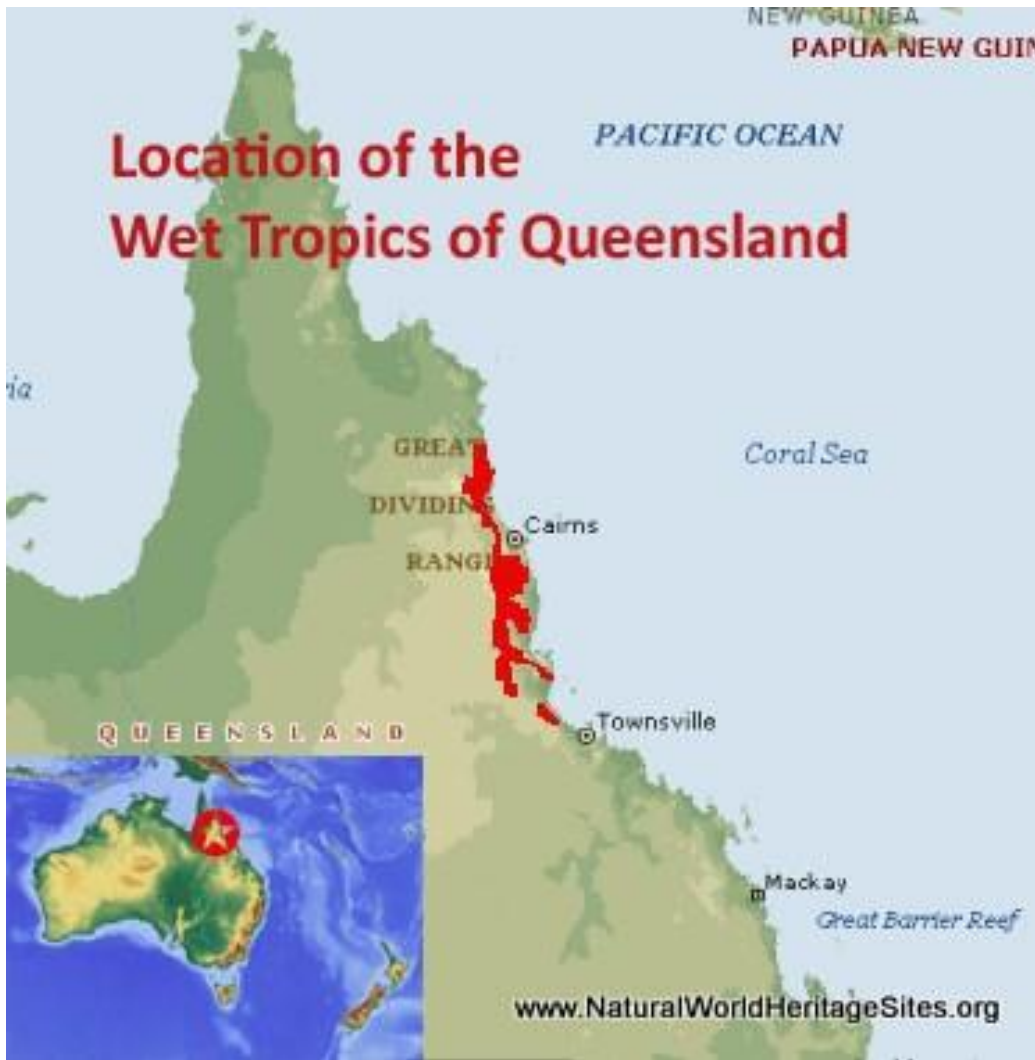 NEW GUINEA
PAPUA NEW GUIN
PACIFIC OCEAN
Location of the
Wet Tropics of Queensland
ria
GREAT
Coral Sea
DIVIDING
Cairns
RANGE
Townsville
QUEENSLAND
Mackay
Great Barrier Reef
www.NaturalWorldHeritageSites.org